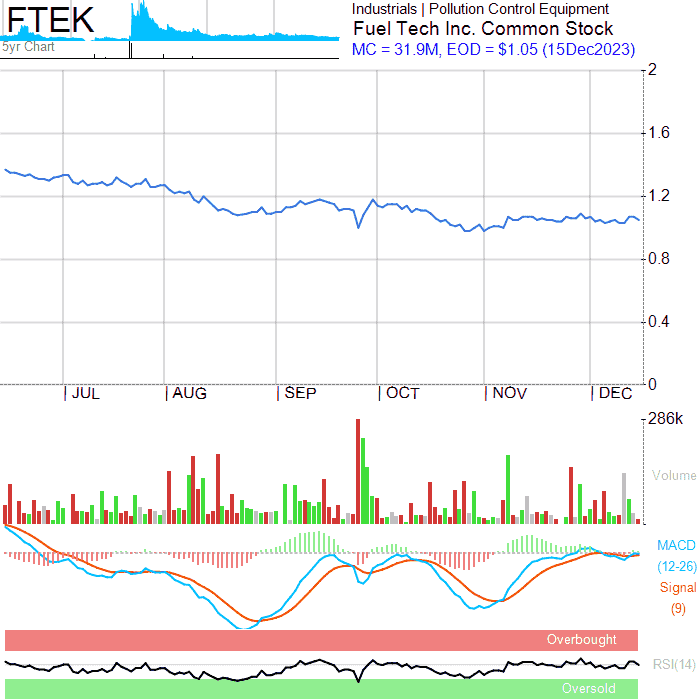 FTEK
5yr Chart
Industrials | Pollution Control Equipment
Fuel Tech Inc. Common Stock
MC = 31.9M, EOD = $1.05 (15Dec2023)
2
1.6
1.2
0.8
0.4
0
JUL
AUG
SEP
OCT
NOV
DEC
286k
Volume
MACD
(12-26)
Signal
(9)
Overbought
RSI(14)
Oversold